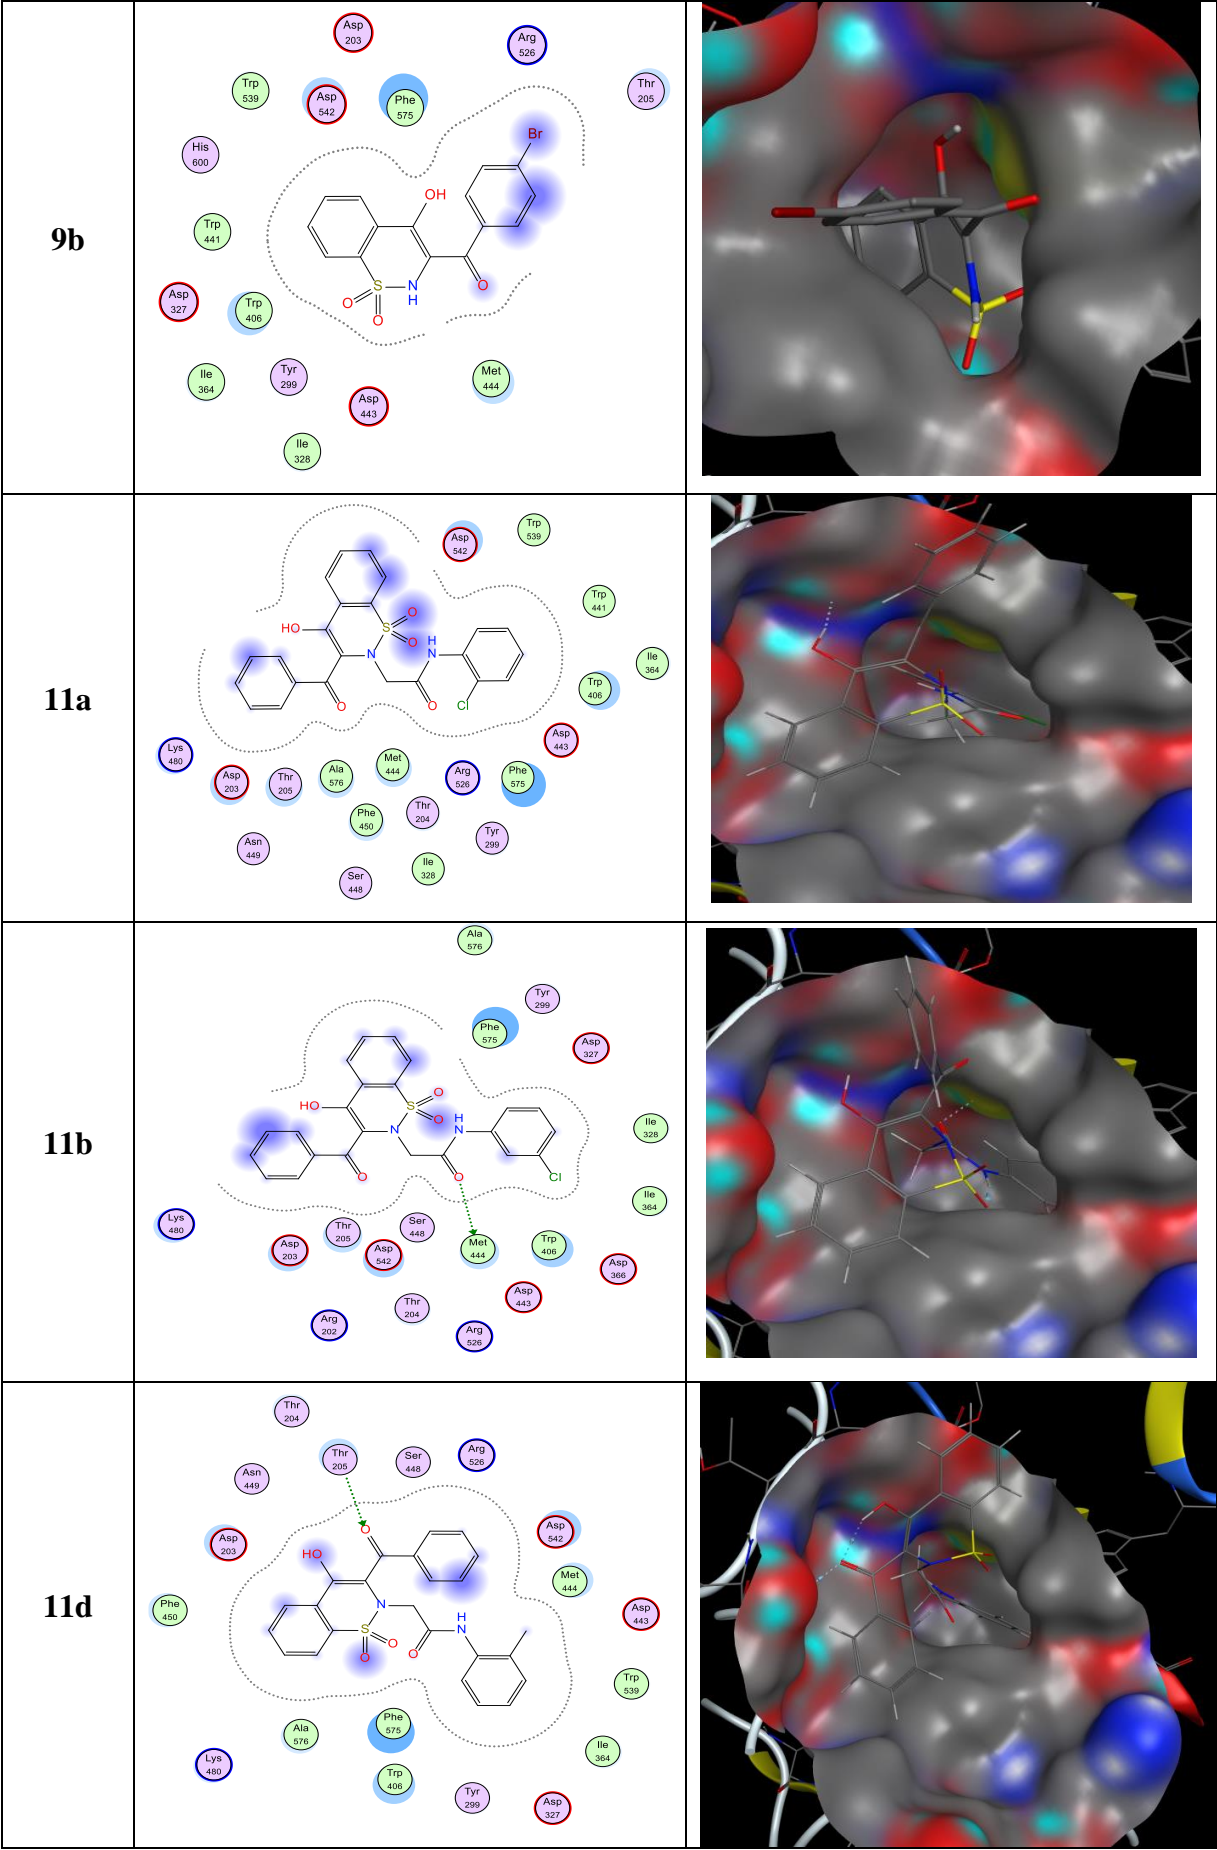 9b
Asp
203
Arg
526
Trp
539
Asp
542
Phe
575
Thr
205
His
600
Br
OH
Trp
441
Asp
327
Trp
406
S
N
H
O
O
O
Ile
364
Tyr
299
Asp
443
Met
444
Ile
328
11a
Asp
542
Trp
539
Trp
441
Ile
364
Trp
406
HO
S
O
O
N
H
N
O
O
Cl
Asp
443
Lys
480
Asp
203
Thr
205
Ala
576
Met
444
Arg
526
Phe
575
Phe
450
Thr
204
Tyr
299
Asn
449
Ser
448
Ile
328
11b
Ala
576
Tyr
299
Phe
575
Asp
327
Ile
328
Ile
364
HO
S
O
O
N
H
N
O
O
Cl
Lys
480
Asp
203
Thr
205
Asp
542
Ser
448
Met
444
Trp
406
Asp
366
Asp
443
Arg
202
Thr
204
Arg
526
11d
Thr
204
Thr
205
Ser
448
Arg
526
Asn
449
Asp
203
Asp
542
Met
444
Phe
450
Asp
443
O
HO
N
S
O
O
H
N
O
Trp
539
Ala
576
Phe
575
Ile
364
Lys
480
Trp
406
Tyr
299
Asp
327